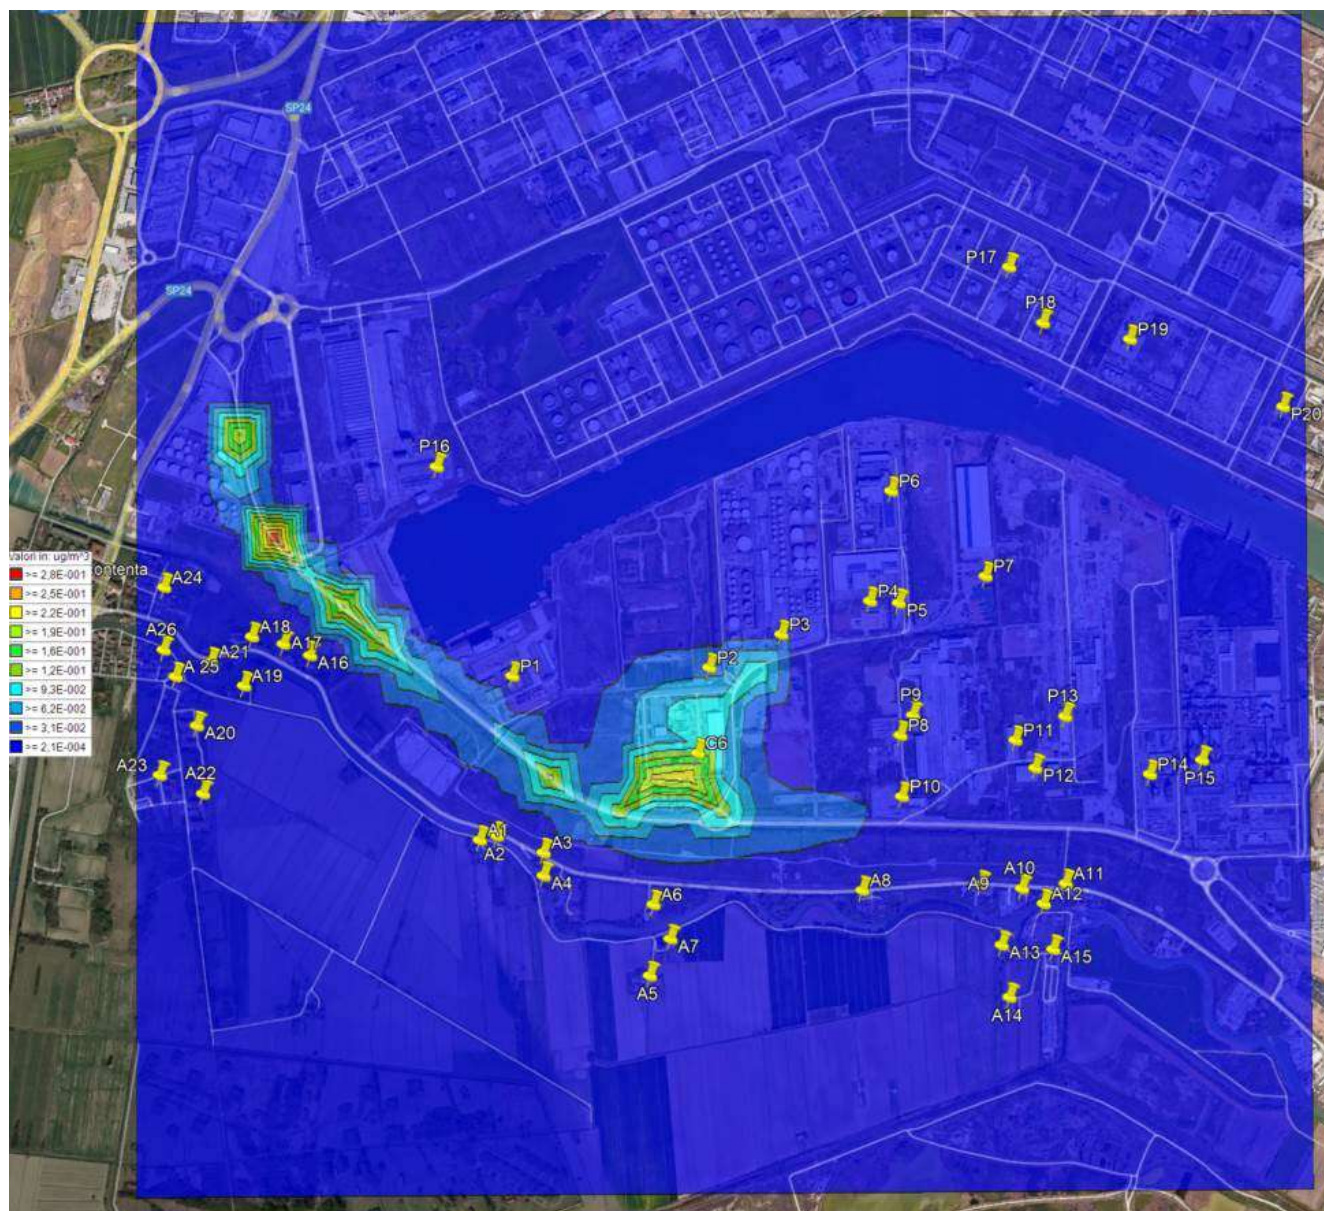 SP24
P17
P18
P19
SP24
P20
P16
P6
Valori in: ug/m^3
>= 2,8E-001
>= 2,5E-001
>= 2,2E-001
>= 1,9E-001
>= 1,6E-001
>= 1,2E-001
>= 9,3E-002
>= 6,2E-002
>= 3,1E-002
>= 2,1E-004
ontenta
A24
P7
P4
P5
A26
A18
A17
A21
A16
A 25
A19
P3
P2
P1
P9
P13
A20
P8
P11
C6
A23
A22
P12
P14
P15
P10
A1
A2
A3
A4
A6
A8
A9
A10
A11
A12
A7
A13
A15
A5
A14